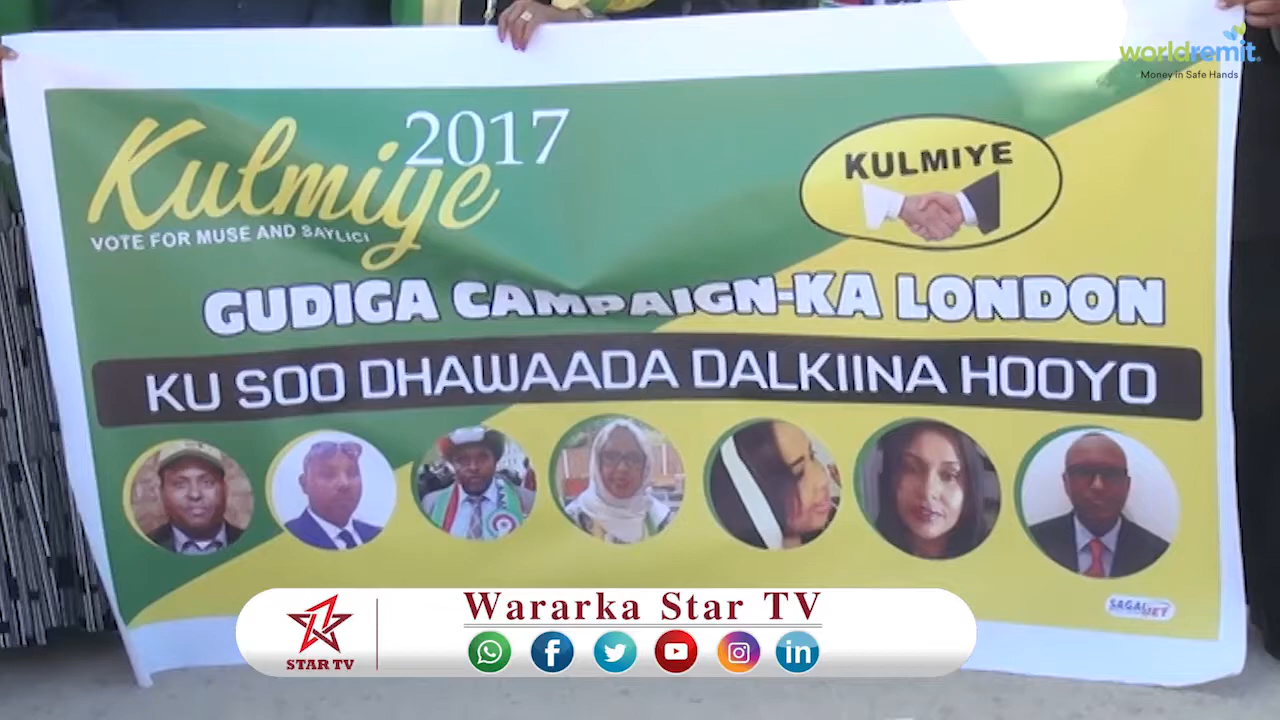 worldremit
Money in Safe Hands
Kulmiye
2017
VOTE FOR MUSE AND SAYLICI
KULMIYE
GUDIGA CAMPAIGN-KA LONDON
KU SOO DHAWAADA DALKIINA HOOYO
SAGAL JET
STAR TV
Wararka Star TV